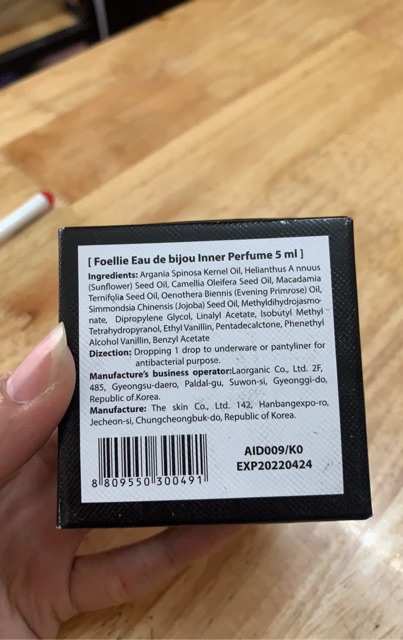 [ Foellie Eau de bijou Inner Perfume 5 ml ]
Ingredients: Argania Spinosa Kernel Oil, Helianthus A nnuus
(Sunflower) Seed Oil, Camellia Oleifera Seed Oil, Macadamia
Ternifolia Seed Oil, Oenothera Biennis (Evening Primrose) Oil,
Simmondsia Chinensis (Jojoba) Seed Oil, Methyldihydrojasmo-
nate, Dipropylene Glycol, Linalyl Acetate, Isobutyl Methyl
Tetrahydropyranol, Ethyl Vanillin, Pentadecalctone, Phenethyl
Alcohol Vanillin, Benzyl Acetate
Dizection: Dropping 1 drop to underware or pantyliner for
antibacterial purpose.
Manufacture's business operator:Laorganic Co., Ltd. 2F,
485, Gyeongsu-daero, Paldal-gu, Suwon-si, Gyeonggi-do,
Republic of.Korea.
Manufacture: The skin Co., Ltd. 142, Hanbangexpo-ro,
Jecheon-si, Chungcheongbuk-do, Republic of Korea.
AID009/K0
EXP20220424
8 809550 300491